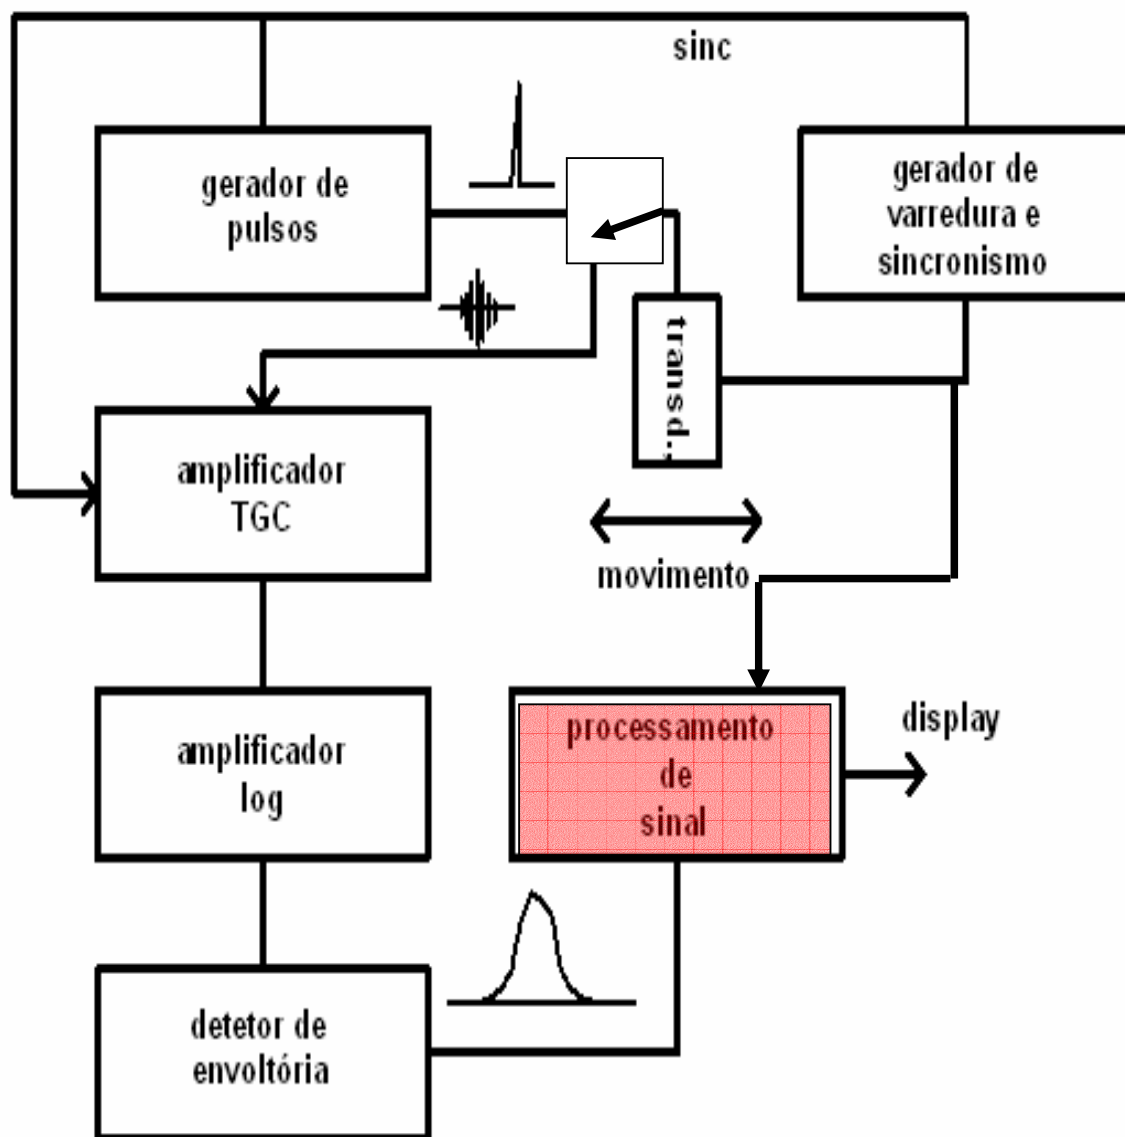 sinc
gerador de
pulsos
gerador de
varredura e
sincronismo
transd.,
amplificador
TGC
movimento
amplificador
log
processamento
de
sinal
display
detetor de
envoltória